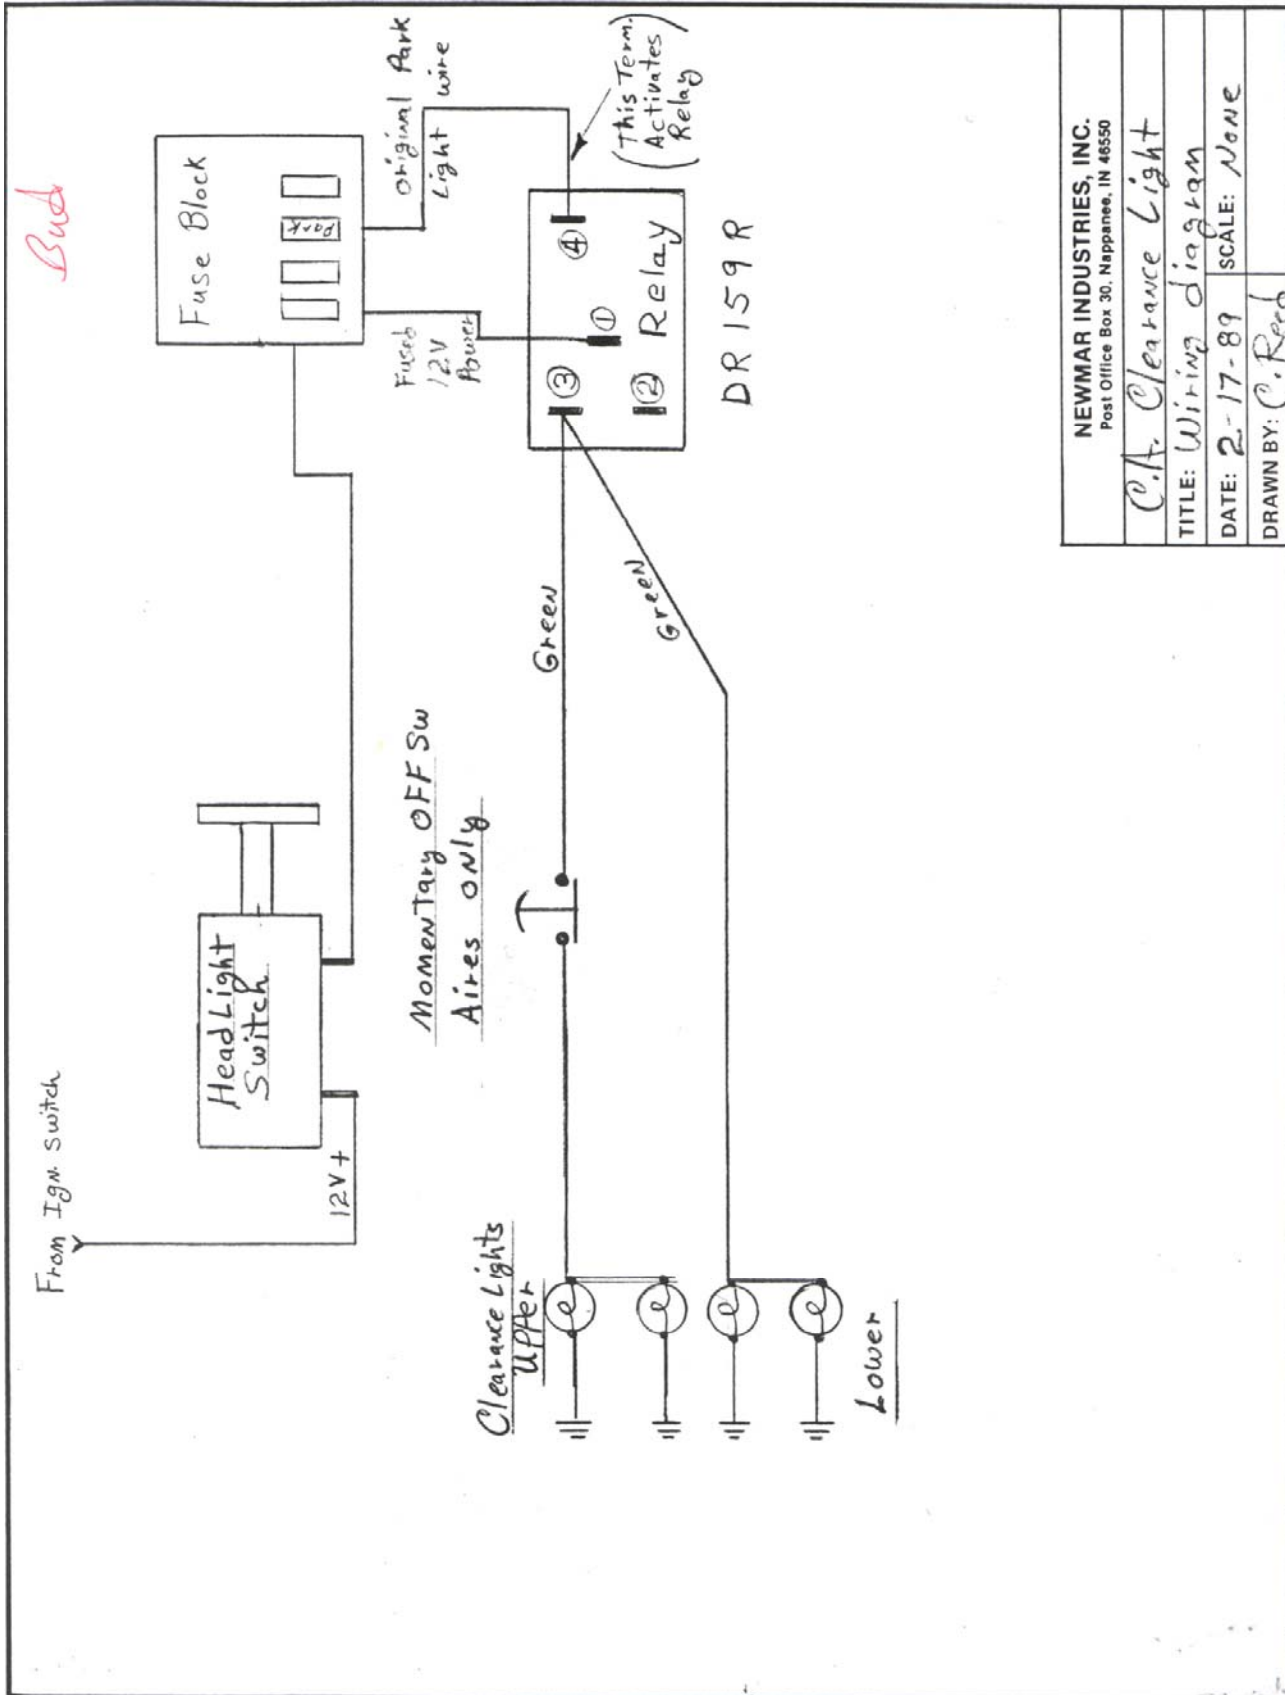 Bud
From Ign. switch
12V+
HeadLight
Switch
Fuse Block
Park
Fused
12V
Power
original Park
Light wire
(This Term.
Activates
Relay)
Momentary OFF SW
Aires ONly
Green
Green
③
④
①
②
Relay
DR159R
Clearance Lights
Upper
Lower
NEWMAR INDUSTRIES, INC.
Post Office Box 30, Nappanee, IN 46550
C.A. Clearance Light
TITLE: Wiring diagram
DATE: 2-17-89 SCALE: NONE
DRAWN BY: C. Reed